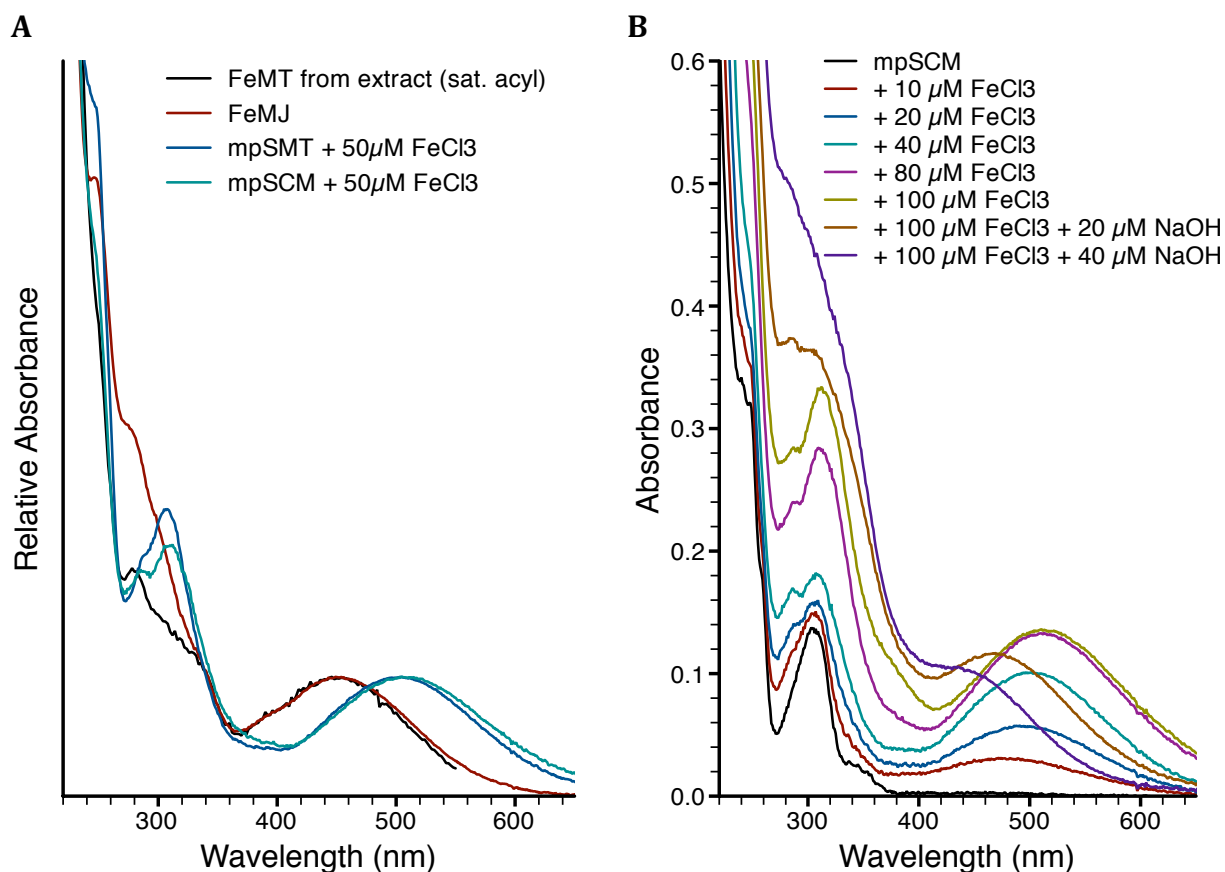 A
FeMT from extract (sat. acyl)
FeMJ
mpSMT + 50µM FeCl3
mpSCM + 50µM FeCl3
Relative Absorbance
300
400
500
600
Wavelength (nm)
B
mpSCM
+ 10 µM FeCl3
+ 20 µM FeCl3
+ 40 µM FeCl3
+ 80 µM FeCl3
+ 100 µM FeCl3
+ 100 µM FeCl3 + 20 µM NaOH
+ 100 µM FeCl3 + 40 µM NaOH
0.6
0.5
0.4
0.3
0.2
0.1
0.0
Absorbance
300
400
500
600
Wavelength (nm)